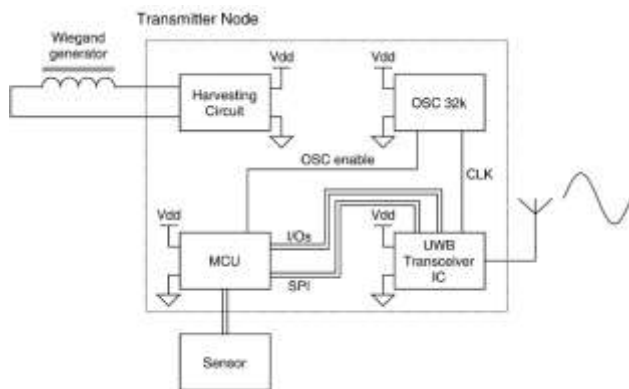 Transmitter Node
Wiegand
generator
Vdd
Harvesting
Circuit
Vdd
OSC 32k
OSC enable
CLK
Vdd
MCU
I/Os
SPI
Vdd
UWB
Transceiver
IC
Sensor